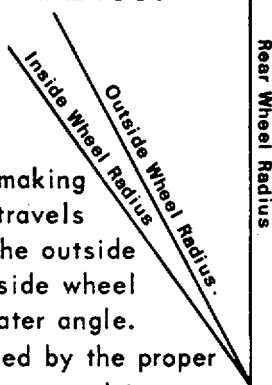 Inside Wheel Radius
Outside Wheel Radius.
Rear Wheel Radius
making
travels
he outside
side wheel
ater angle.
ed by the proper